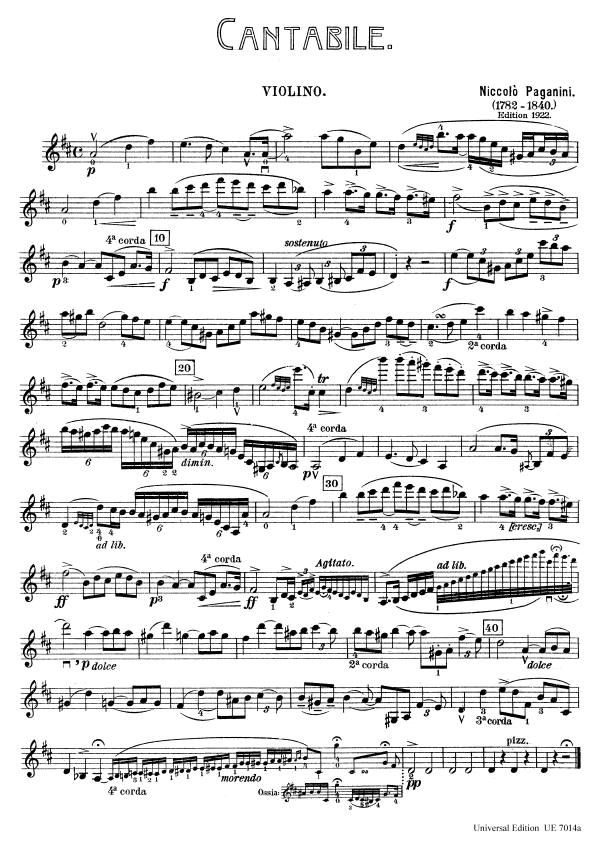 CANTABILE.
VIOLINO.
Niccolò Paganini.
(1782-1840.)
Edition 1922.
p
f
4ª corda 10 sostenuto
p f f
2ª corda
20 tr
4ª corda
dimin. p
30
ad lib. [cresc.]
4ª corda Agitato. ad lib.
ff p ff
40
p dolce 2ª corda dolce
3ª corda
pizz.
morendo pp
4ª corda Ossia:
Universal Edition UE 7014a